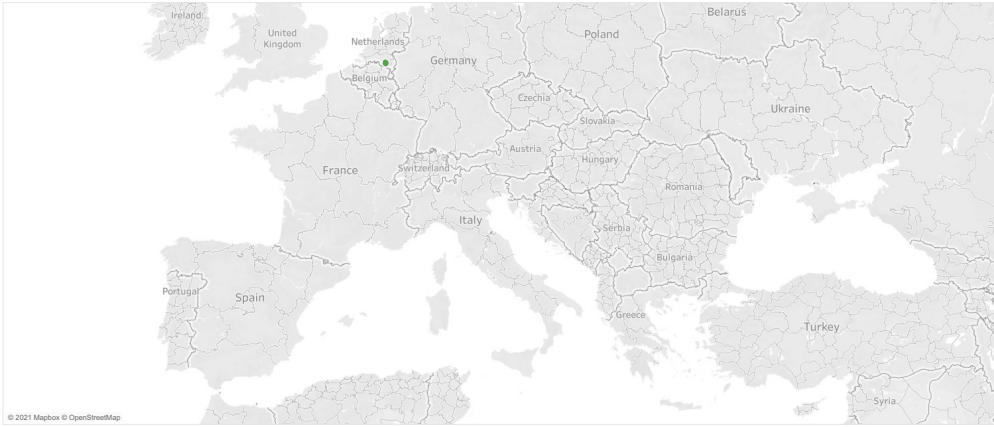 Ireland
United
Kingdom
Netherlands
Belgium
Germany
Poland
Belarus
Czechia
Slovakia
Ukraine
Austria
Hungary
Switzerland
France
Romania
Italy
Serbia
Bulgaria
Portugal
Spain
Greece
Turkey
Syria
© 2021 Mapbox © OpenStreetMap